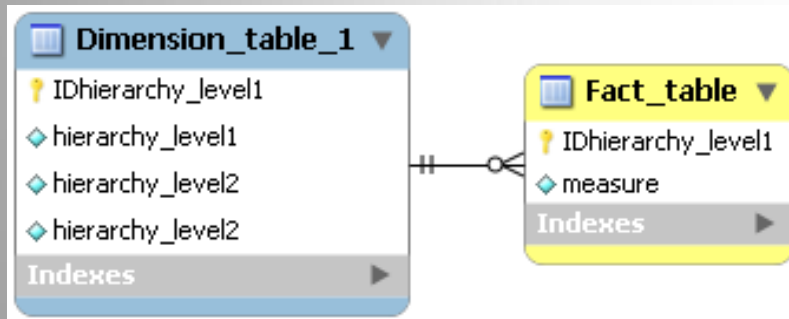 Dimension_table_1
IDhierarchy_level1
hierarchy_level1
hierarchy_level2
hierarchy_level2
Indexes
Fact_table
IDhierarchy_level1
measure
Indexes